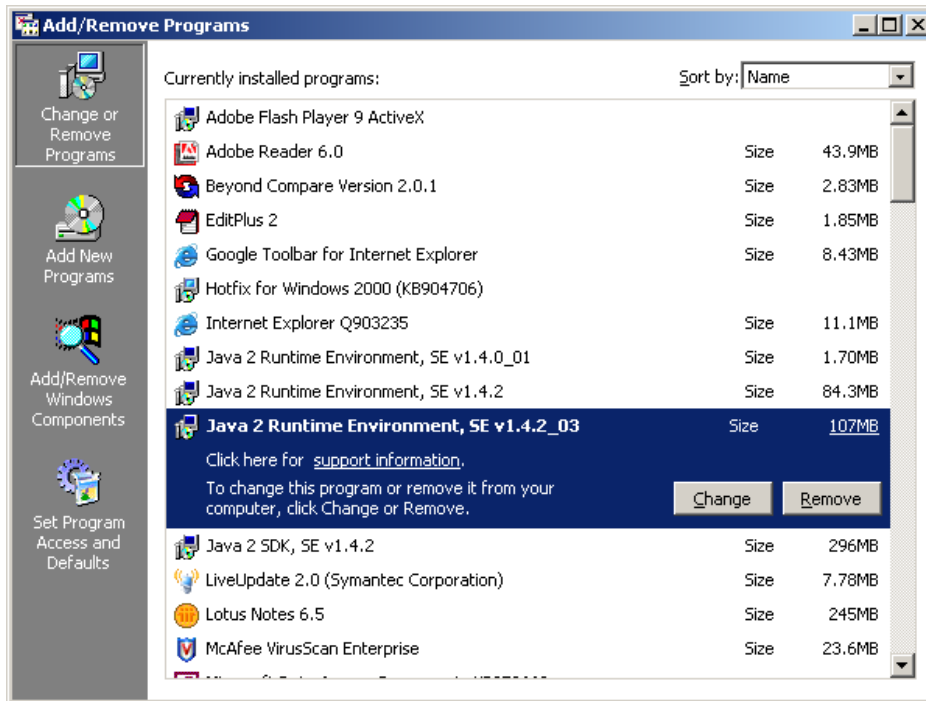 Add/Remove Programs
Change or
Remove
Programs
Add New
Programs
Add/Remove
Windows
Components
Set Program
Access and
Defaults
Currently installed programs:
Sort by: Name
Adobe Flash Player 9 ActiveX
Adobe Reader 6.0 Size 43.9MB
Beyond Compare Version 2.0.1 Size 2.83MB
EditPlus 2 Size 1.85MB
Google Toolbar for Internet Explorer Size 8.43MB
Hotfix for Windows 2000 (KB904706)
Internet Explorer Q903235 Size 11.1MB
Java 2 Runtime Environment, SE v1.4.0_01 Size 1.70MB
Java 2 Runtime Environment, SE v1.4.2 Size 84.3MB
Java 2 Runtime Environment, SE v1.4.2_03 Size 107MB
Click here for support information.
To change this program or remove it from your
computer, click Change or Remove.
Change Remove
Java 2 SDK, SE v1.4.2 Size 296MB
LiveUpdate 2.0 (Symantec Corporation) Size 7.78MB
Lotus Notes 6.5 Size 245MB
McAfee VirusScan Enterprise Size 23.6MB